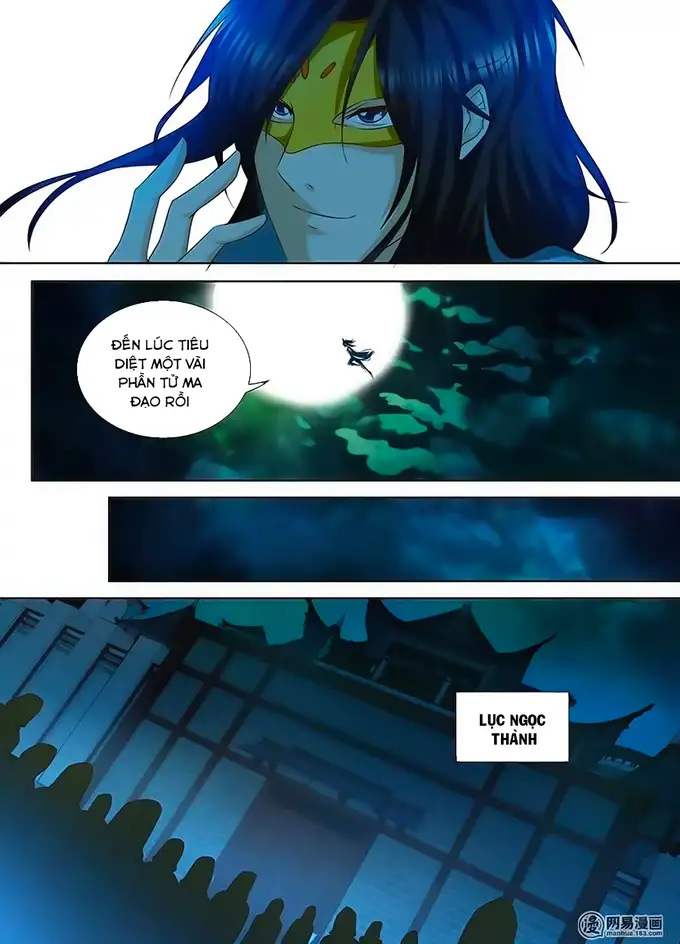 ĐẾN LÚC TIÊU
DIỆT MỘT VÀI
PHẦN TỬ MA
ĐẠO RỒI
LỤC NGỌC
THÀNH
网易漫画
manhua.163.com